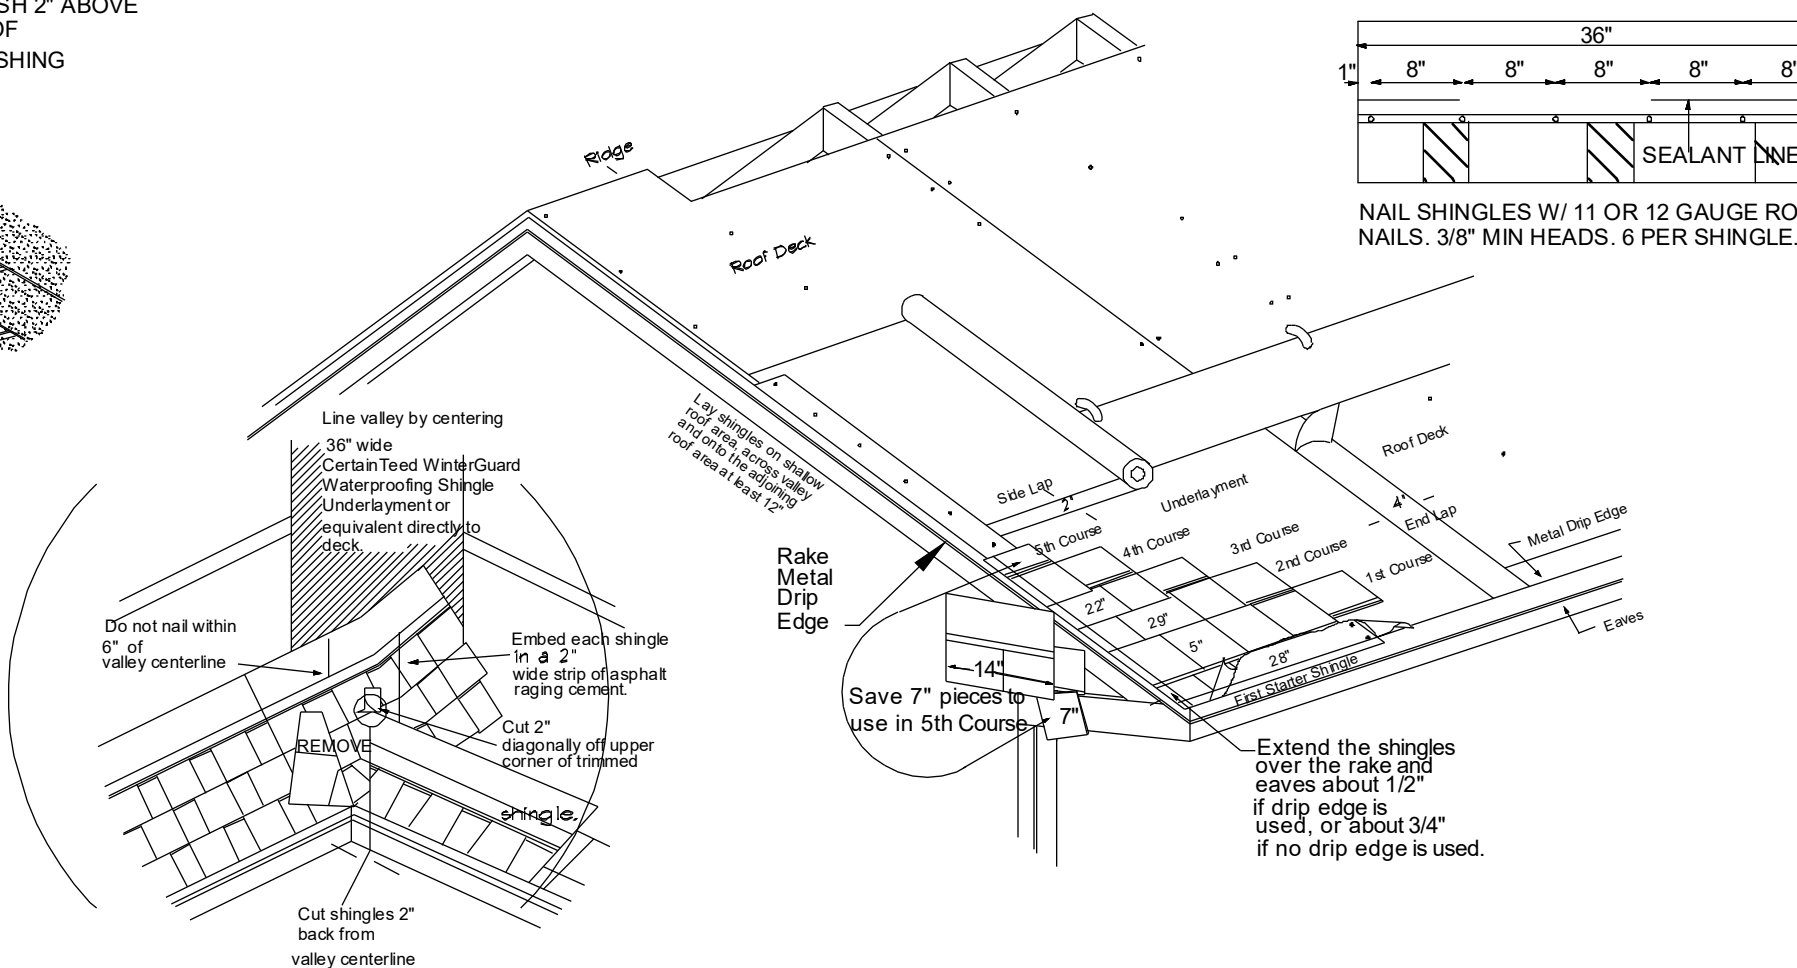 SH 2" ABOVE
OF
SHING
36"
1" 8" 8" 8" 8" 8"
SEALANT LINE
NAIL SHINGLES W/ 11 OR 12 GAUGE RO
NAILS. 3/8" MIN HEADS. 6 PER SHINGLE.
Ridge
Roof Deck
Line valley by centering
36" wide
CertainTeed WinterGuard
Waterproofing Shingle
Underlayment or
equivalent directly to
deck.
Do not nail within
6" of
valley centerline
Embed each shingle
in a 2"
wide strip of asphalt
raging cement.
Cut 2"
diagonally off upper
corner of trimmed
shingle.
REMOVE
Cut shingles 2"
back from
valley centerline
Lay shingles on shallow
roof area, across valley
and onto the adjoining
roof area at least 12"
Rake
Metal
Drip
Edge
Side Lap
2"
Underlayment
Roof Deck
4"
End Lap
Metal Drip Edge
5th Course
4th Course
3rd Course
2nd Course
1st Course
22"
29"
5"
28"
First Starter Shingle
Eaves
14"
Save 7" pieces to
use in 5th Course
7"
Extend the shingles
over the rake and
eaves about 1/2"
if drip edge is
used, or about 3/4"
if no drip edge is used.